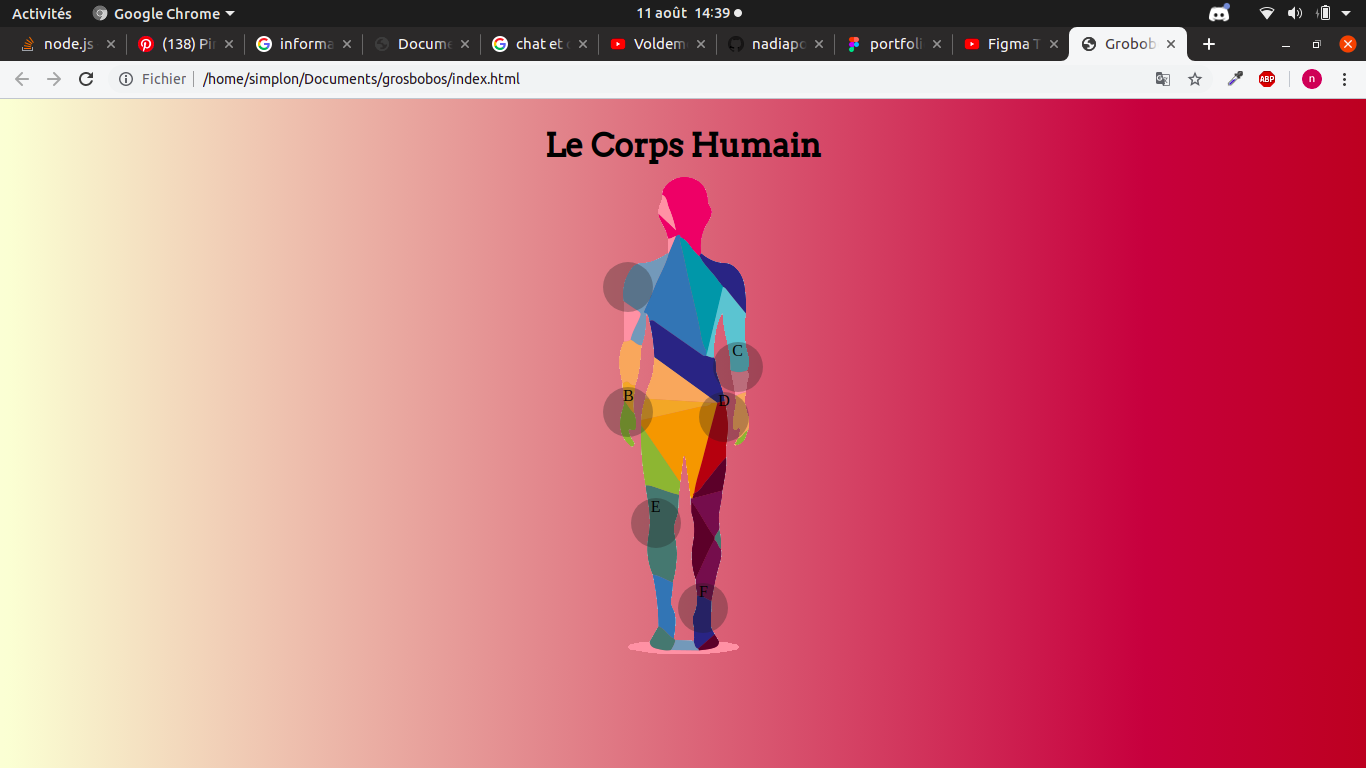 Activités Google Chrome 11 août 14:39
node.js (138) Pi informa Docume chat et Voldem nadiapo portfoli Figma T Grobob
Fichier /home/simplon/Documents/grosbobos/index.html ABP n
Le Corps Humain
C
B
D
E
F